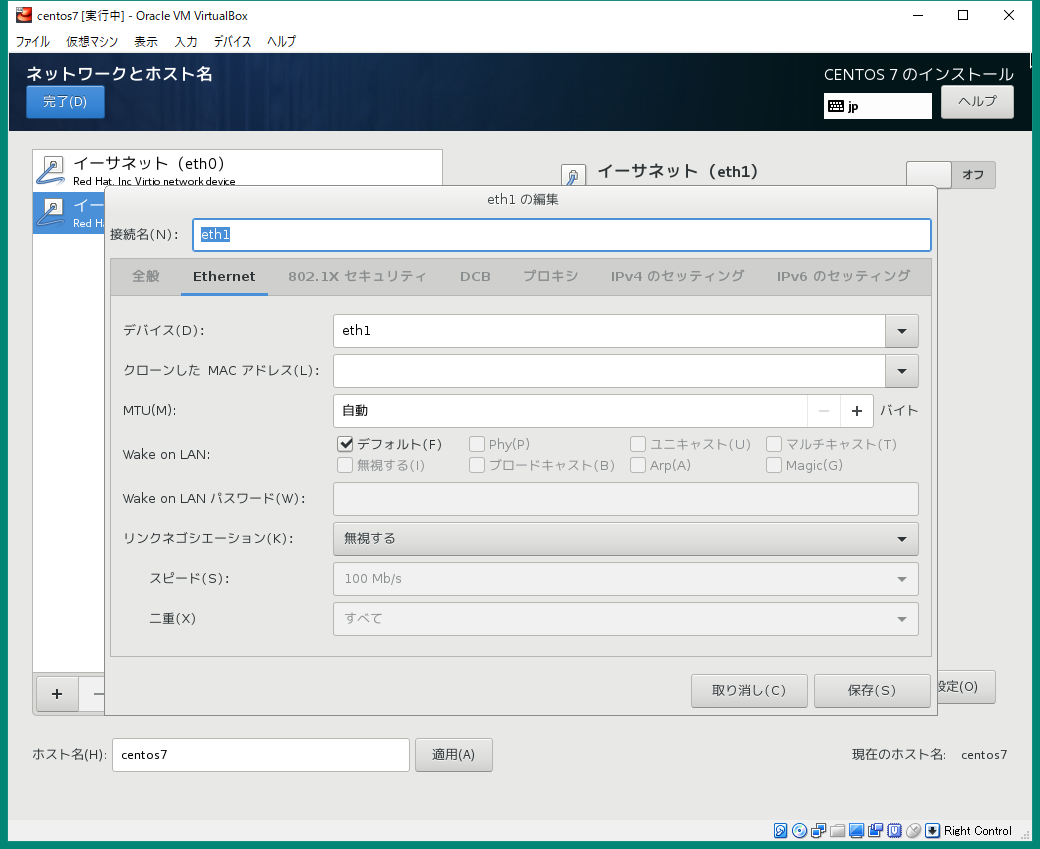 centos7 [実行中] - Oracle VM VirtualBox
ファイル 仮想マシン 表示 入力 デバイス ヘルプ
ネットワークとホスト名
CENTOS 7 のインストール
完了(D)
jp
ヘルプ
イーサネット（eth0）
Red Hat, Inc Virtio network device
イーサネット（eth1）
オフ
イー
Red H
eth1 の編集
接続名(N):
eth1
全般 Ethernet 802.1X セキュリティ DCB プロキシ IPv4 のセッティング IPv6 のセッティング
デバイス(D):
eth1
クローンした MAC アドレス(L):
MTU(M):
自動
バイト
Wake on LAN:
デフォルト(F) Phy(P) ユニキャスト(U) マルチキャスト(T)
無視する(I) ブロードキャスト(B) Arp(A) Magic(G)
Wake on LAN パスワード(W):
リンクネゴシエーション(K):
無視する
スピード(S):
100 Mb/s
二重(X)
すべて
取り消し(C) 保存(S)
設定(O)
ホスト名(H):
centos7
適用(A)
現在のホスト名: centos7
Right Control